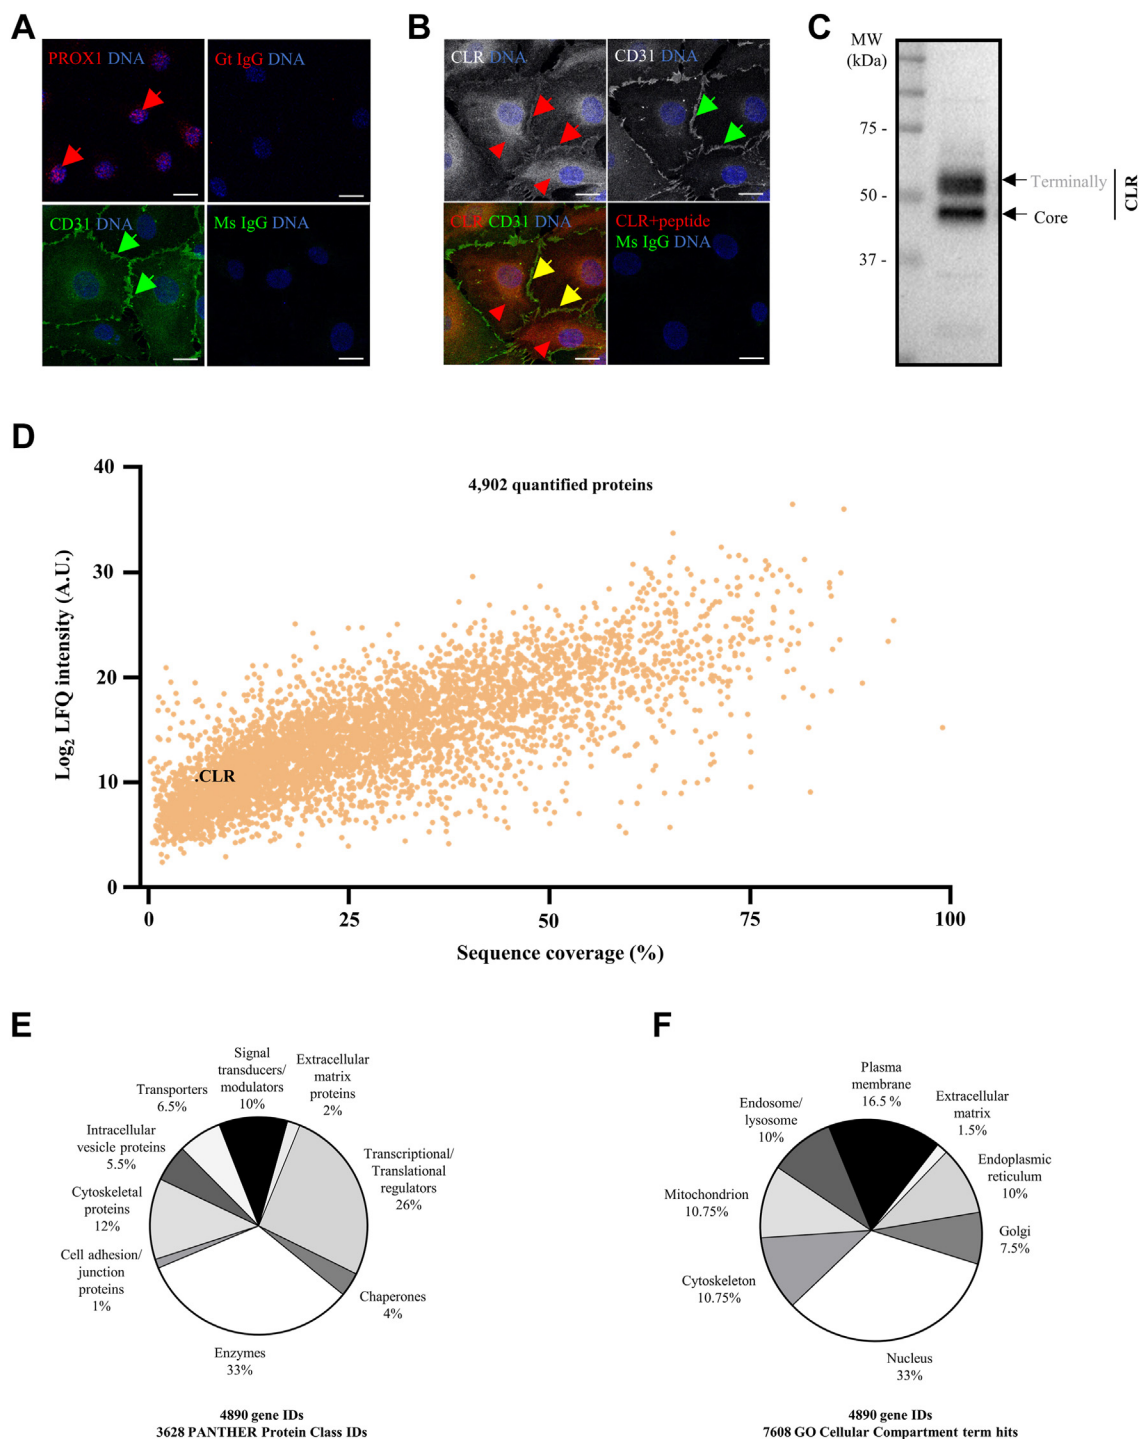 A
PROX1 DNA
Gt IgG DNA
CD31 DNA
Ms IgG DNA
B
CLR DNA
CD31 DNA
CLR CD31 DNA
CLR+peptide
Ms IgG DNA
C
MW
(kDa)
75 -
50 -
37 -
Terminally
Core
CLR
D
4,902 quantified proteins
Log2 LFQ intensity (A.U.)
40
30
20
10
0
.CLR
0
25
50
75
100
Sequence coverage (%)
E
Signal
transducers/
modulators
10%
Extracellular
matrix
proteins
2%
Transporters
6.5%
Intracellular
vesicle proteins
5.5%
Transcriptional/
Translational
regulators
26%
Cytoskeletal
proteins
12%
Cell adhesion/
junction
proteins
1%
Chaperones
4%
Enzymes
33%
4890 gene IDs
3628 PANTHER Protein Class IDs
F
Plasma
membrane
16.5 %
Extracellular
matrix
1.5%
Endosome/
lysosome
10%
Endoplasmic
reticulum
10%
Mitochondrion
10.75%
Golgi
7.5%
Cytoskeleton
10.75%
Nucleus
33%
4890 gene IDs
7608 GO Cellular Compartment term hits